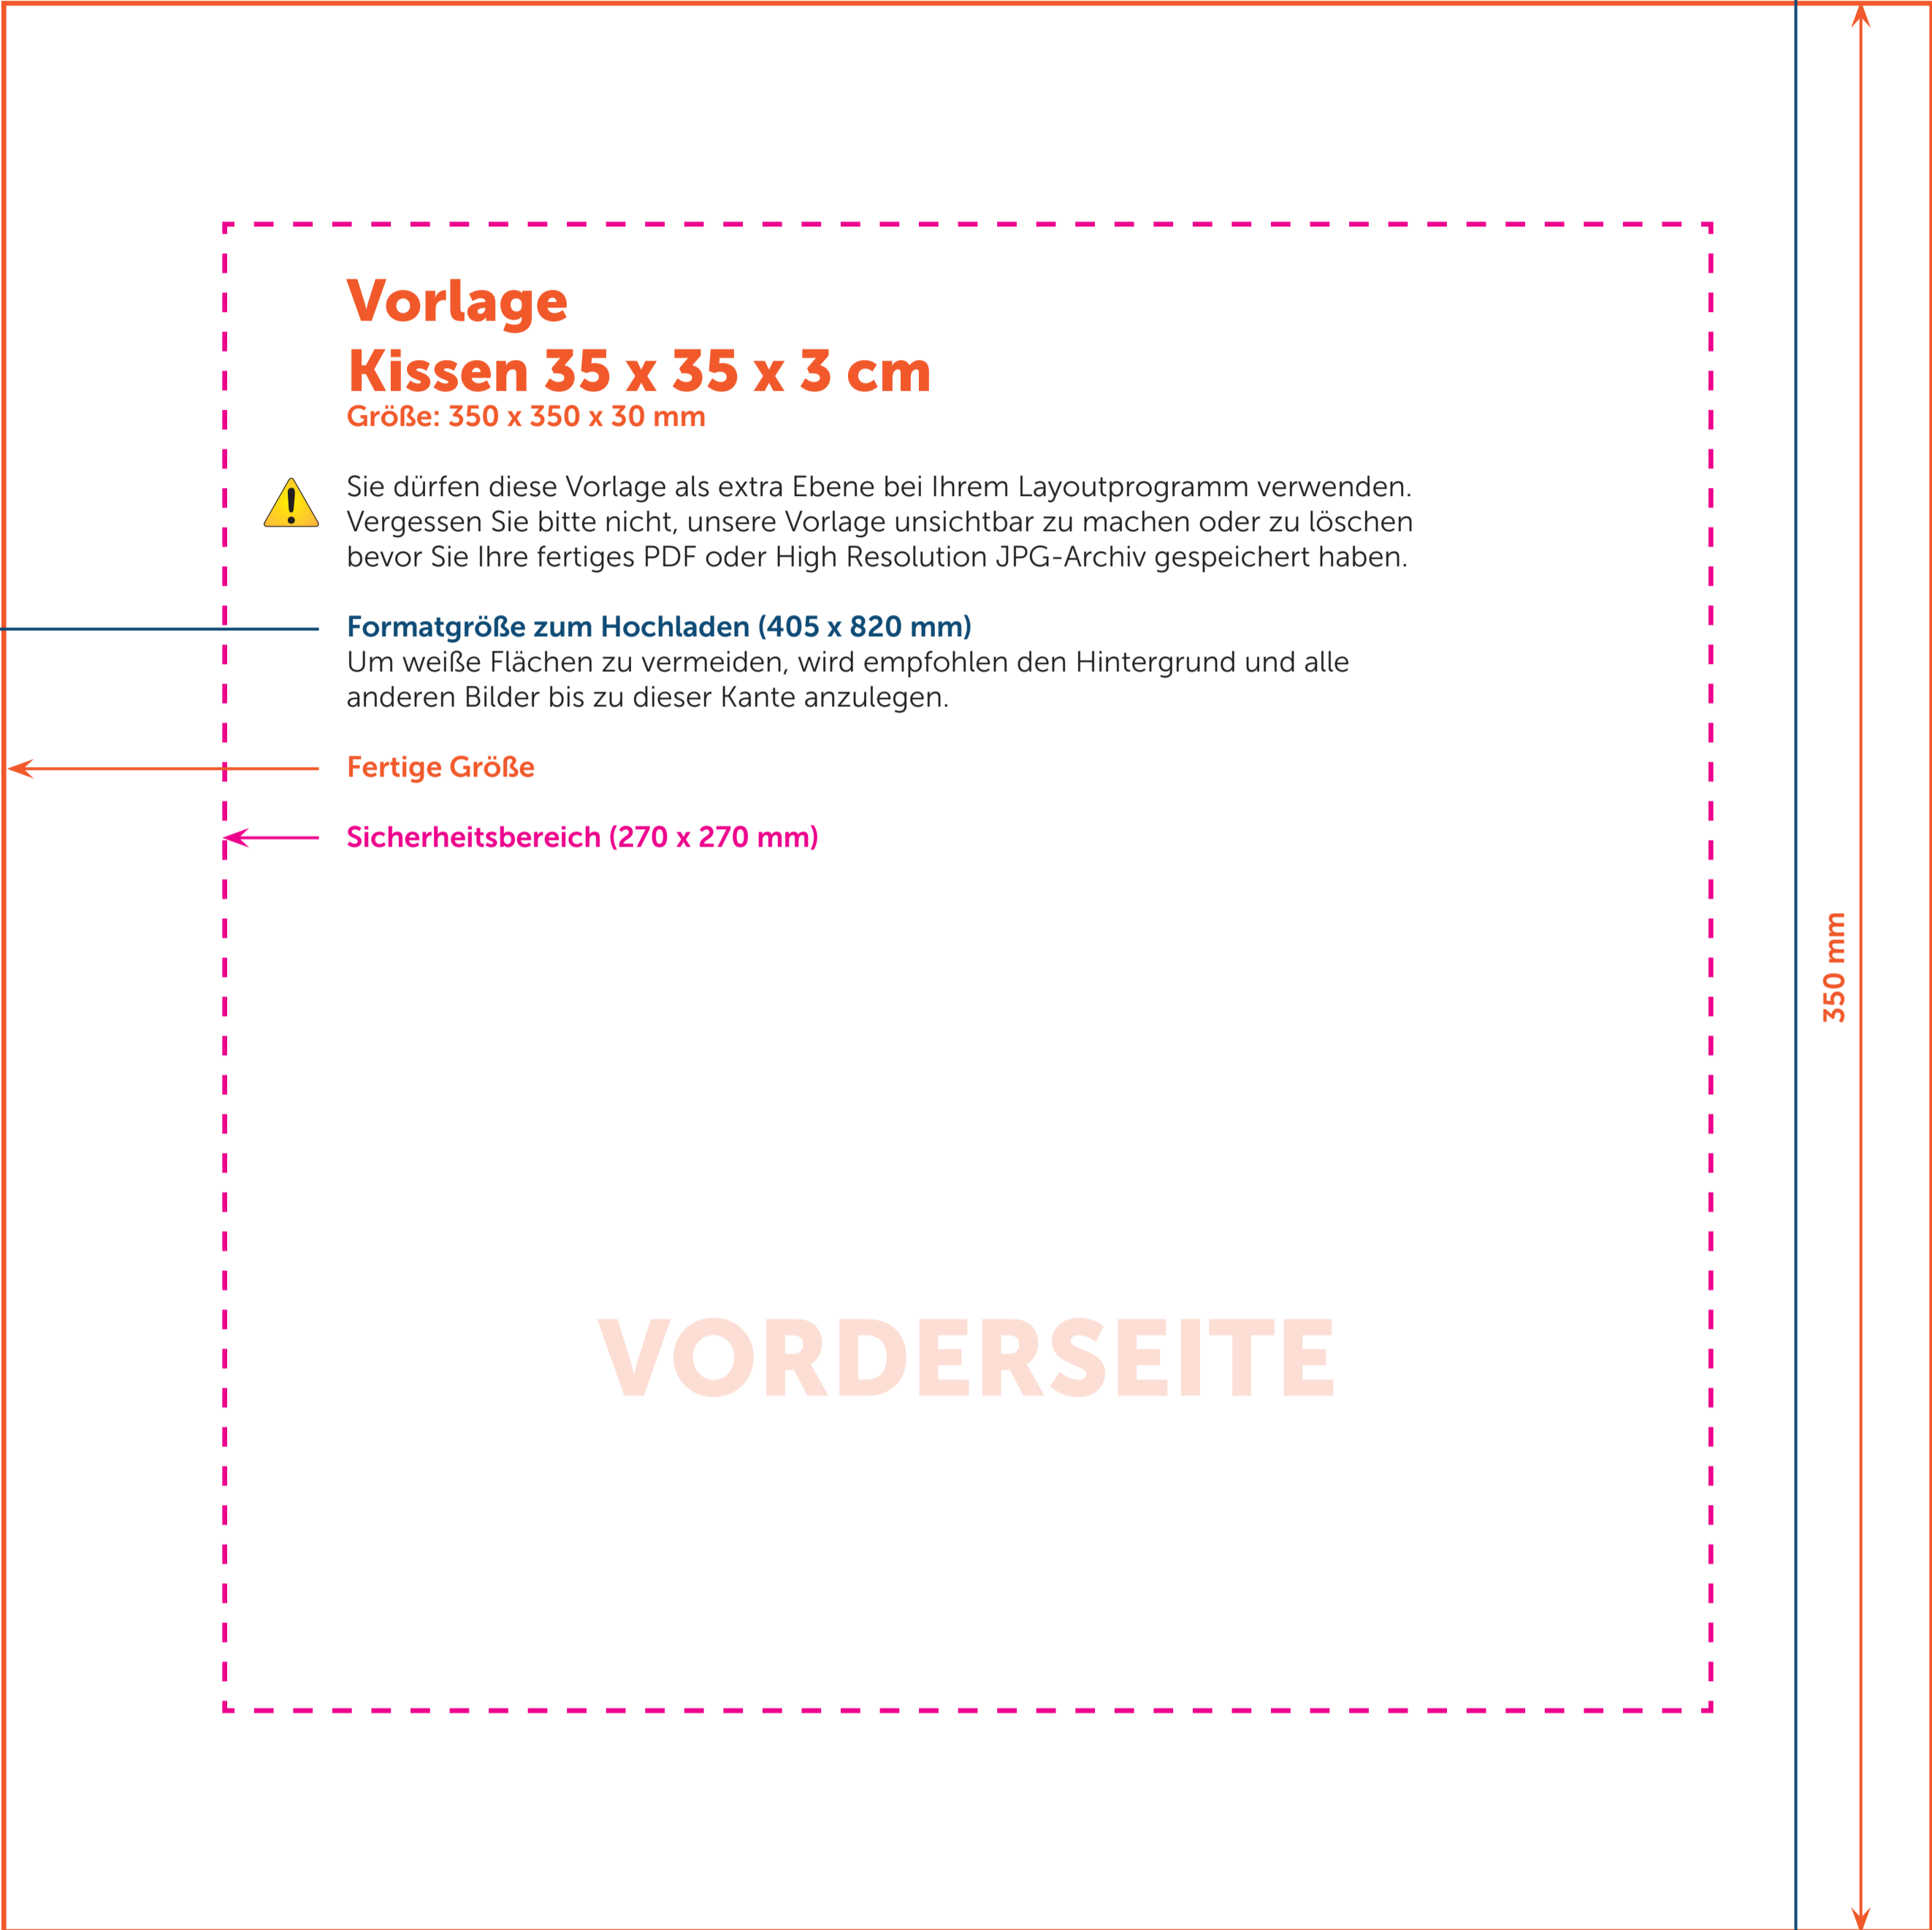 Vorlage
Kissen 35 x 35 x 3 cm
Größe: 350 x 350 x 30 mm
Sie dürfen diese Vorlage als extra Ebene bei Ihrem Layoutprogramm verwenden.
Vergessen Sie bitte nicht, unsere Vorlage unsichtbar zu machen oder zu löschen
bevor Sie Ihre fertiges PDF oder High Resolution JPG-Archiv gespeichert haben.
Formatgröße zum Hochladen (405 x 820 mm)
Um weiße Flächen zu vermeiden, wird empfohlen den Hintergrund und alle
anderen Bilder bis zu dieser Kante anzulegen.
Fertige Größe
Sicherheitsbereich (270 x 270 mm)
350 mm
VORDERSEITE